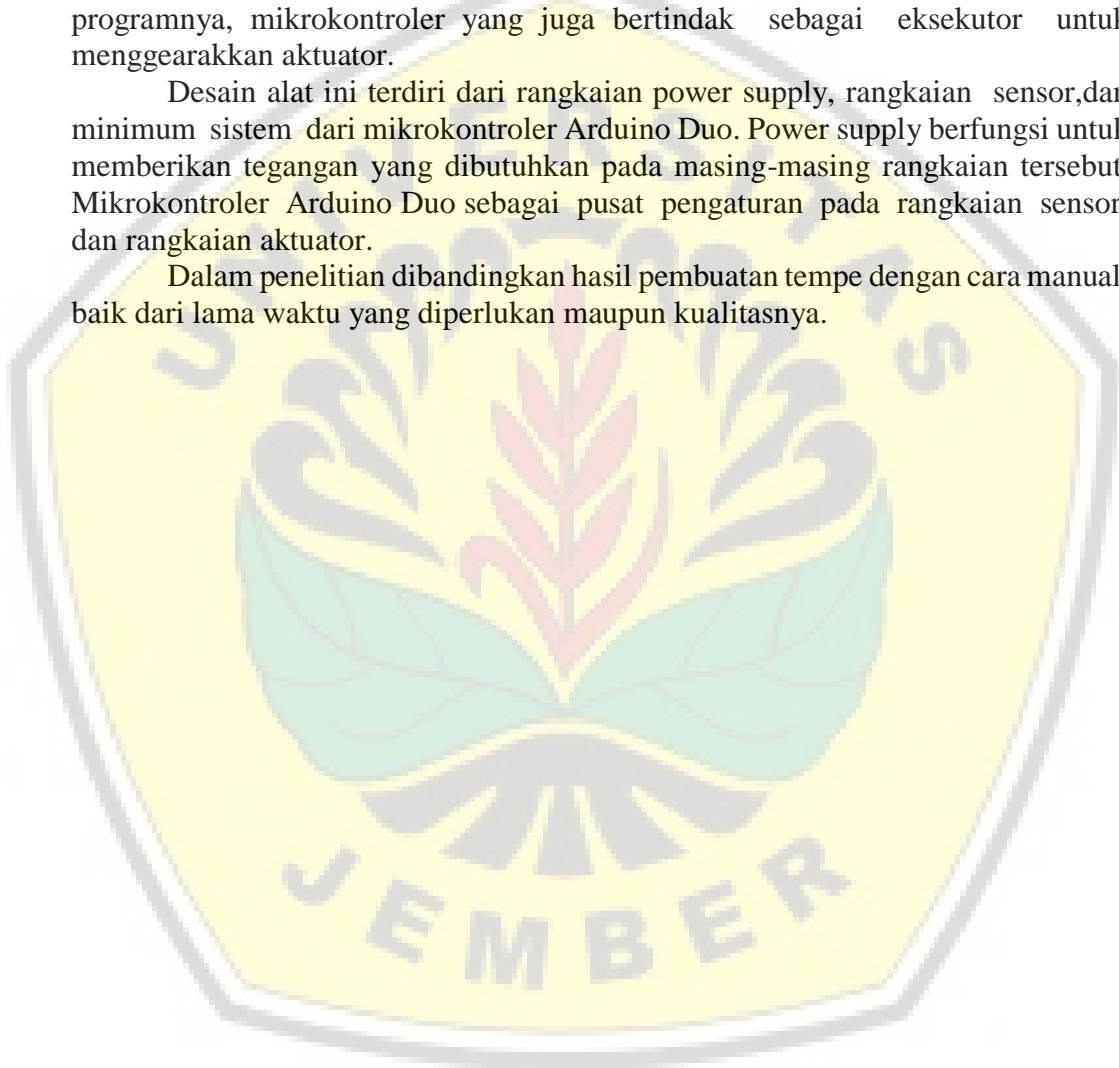 programnya, mikrokontroler yang juga bertindak sebagai eksekutor untuk
menggearakkan aktuator.
Desain alat ini terdiri dari rangkaian power supply, rangkaian sensor,dan
minimum sistem dari mikrokontroler Arduino Duo. Power supply berfungsi untuk
memberikan tegangan yang dibutuhkan pada masing-masing rangkaian tersebut
Mikrokontroler Arduino Duo sebagai pusat pengaturan pada rangkaian sensor
dan rangkaian aktuator.
Dalam penelitian dibandingkan hasil pembuatan tempe dengan cara manual
baik dari lama waktu yang diperlukan maupun kualitasnya.
UNIVERSITAS
JEMBER